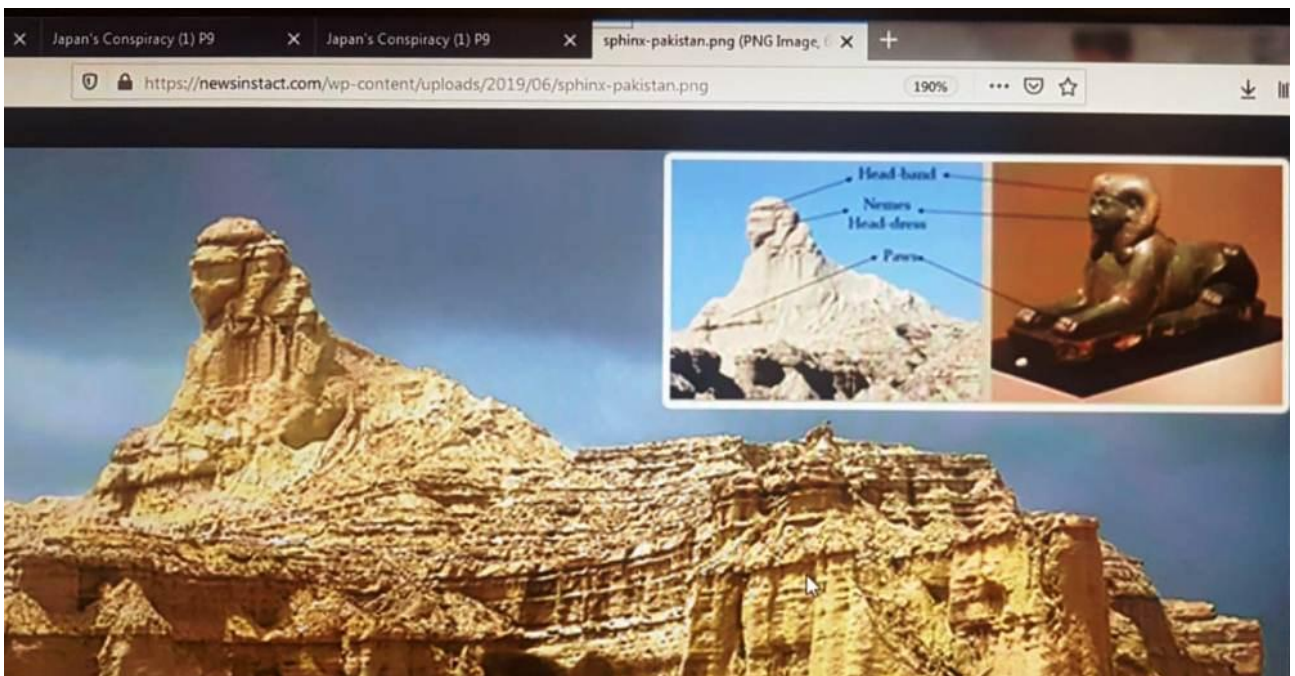 Japan's Conspiracy (1) P9
Japan's Conspiracy (1) P9
sphinx-pakistan.png (PNG Image, 6
https://newsinstact.com/wp-content/uploads/2019/06/sphinx-pakistan.png
190%
Head-band
Nemes
Head-dress
Paws